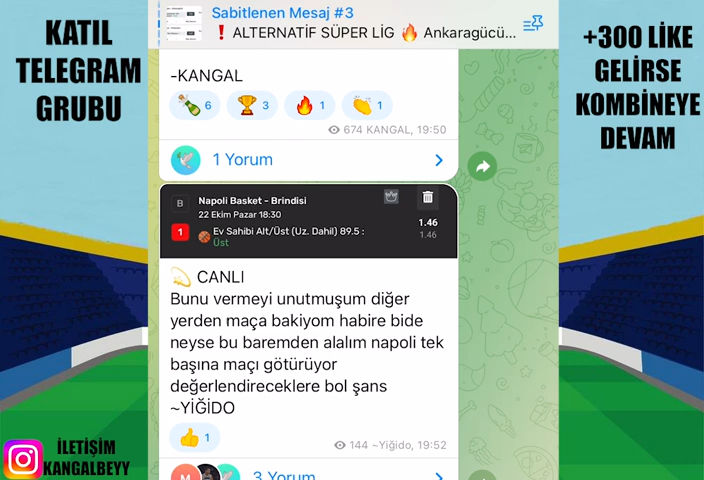 KATIL
TELEGRAM
GRUBU
Sabitlenen Mesaj #3
❗ ALTERNATİF SÜPER LİG 🔥 Ankaragücü...
+300 LİKE
GELİRSE
KOMBİNEYE
DEVAM
-KANGAL
🍾 6 🏆 3 🔥 1 👏 1
674 KANGAL, 19:50
1 Yorum
B Napoli Basket - Brindisi
22 Ekim Pazar 18:30
1 Ev Sahibi Alt/Üst (Uz. Dahil) 89.5 :
Üst
1.46
1.46
💫 CANLI
Bunu vermeyi unutmuşum diğer
yerden maça bakiyom habire bide
neyse bu baremden alalım napoli tek
başına maçı götürüyor
değerlendireceklere bol şans
~YİĞİDO
👍 1
144 ~Yiğido, 19:52
M 3 Yorum
İLETİŞİM
KANGALBEYY